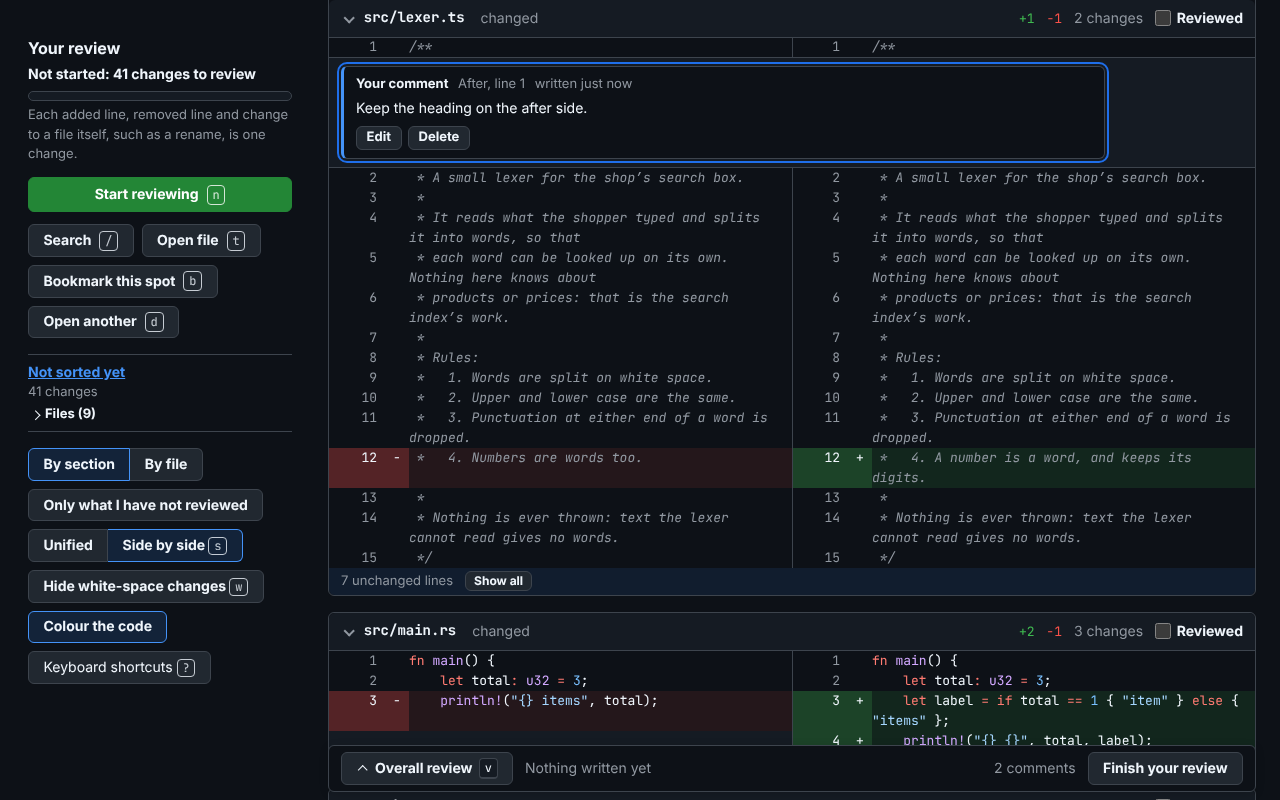 Your review
Not started: 41 changes to review
Each added line, removed line and change
to a file itself, such as a rename, is one
change.
Start reviewing n
Search / Open file t
Bookmark this spot b
Open another d
Not sorted yet
41 changes
Files (9)
By section By file
Only what I have not reviewed
Unified Side by side s
Hide white-space changes w
Colour the code
Keyboard shortcuts ?
src/lexer.ts changed +1 -1 2 changes Reviewed
1 /** 1 /**
Your comment After, line 1 written just now
Keep the heading on the after side.
Edit Delete
2 * A small lexer for the shop’s search box. 2 * A small lexer for the shop’s search box.
3 * 3 *
4 * It reads what the shopper typed and splits 4 * It reads what the shopper typed and splits
it into words, so that it into words, so that
5 * each word can be looked up on its own. 5 * each word can be looked up on its own.
Nothing here knows about Nothing here knows about
6 * products or prices: that is the search 6 * products or prices: that is the search
index’s work. index’s work.
7 * 7 *
8 * Rules: 8 * Rules:
9 * 1. Words are split on white space. 9 * 1. Words are split on white space.
10 * 2. Upper and lower case are the same. 10 * 2. Upper and lower case are the same.
11 * 3. Punctuation at either end of a word is 11 * 3. Punctuation at either end of a word is
dropped. dropped.
12 - * 4. Numbers are words too. 12 + * 4. A number is a word, and keeps its
digits.
13 * 13 *
14 * Nothing is ever thrown: text the lexer 14 * Nothing is ever thrown: text the lexer
cannot read gives no words. cannot read gives no words.
15 */ 15 */
7 unchanged lines Show all
src/main.rs changed +2 -1 3 changes Reviewed
1 fn main() { 1 fn main() {
2 let total: u32 = 3; 2 let total: u32 = 3;
3 - println!("{} items", total); 3 + let label = if total == 1 { "item" } else {
"items" };
4 + println!("{} {}", total, label);
Overall review v Nothing written yet 2 comments Finish your review